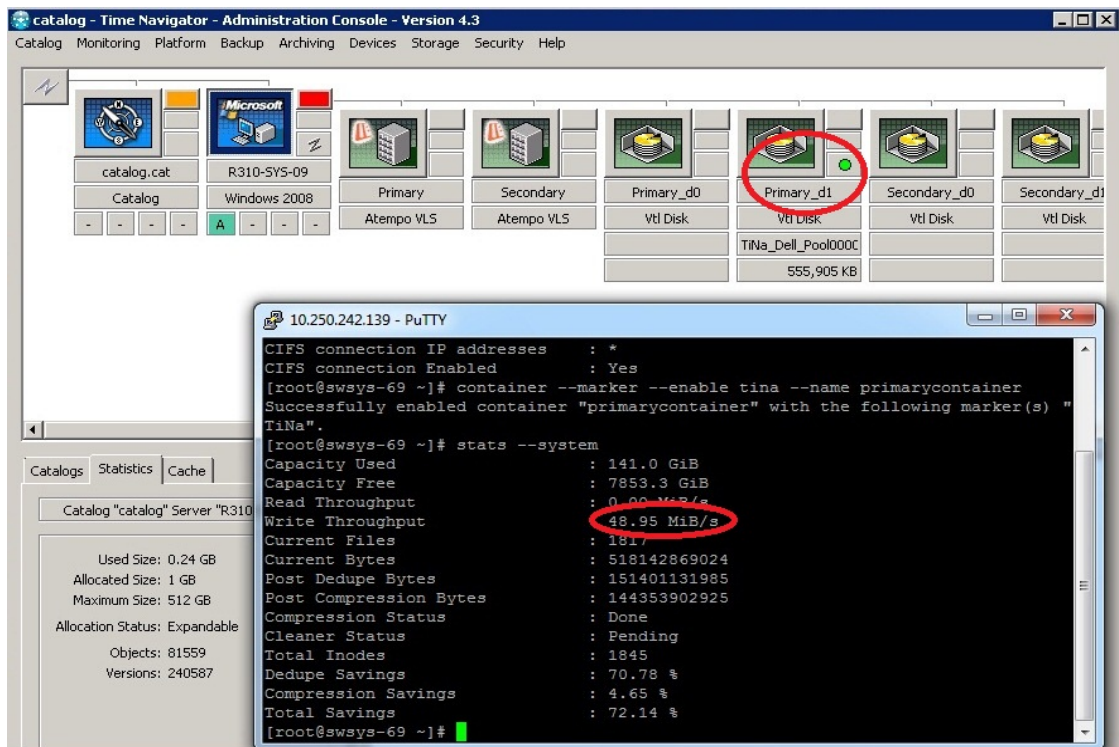 catalog - Time Navigator - Administration Console - Version 4.3
Catalog Monitoring Platform Backup Archiving Devices Storage Security Help
Microsoft
catalog.cat R310-SYS-09 Primary Secondary Primary_d0 Primary_d1 Secondary_d0 Secondary_d1
Catalog Windows 2008 Atempo VLS Atempo VLS Vtl Disk Vtl Disk Vtl Disk Vtl Disk
- - - - A - - -
TiNa_Dell_Pool000
555,905 KB
10.250.242.139 - PuTTY
CIFS connection IP addresses : *
CIFS connection Enabled : Yes
[root@swsys-69 ~]# container --marker --enable tina --name primarycontainer
Successfully enabled container "primarycontainer" with the following marker(s) "
TiNa".
[root@swsys-69 ~]# stats --system
Capacity Used : 141.0 GiB
Capacity Free : 7853.3 GiB
Read Throughput : 0.00 MiB/s
Write Throughput : 48.95 MiB/s
Current Files : 1817
Current Bytes : 518142869024
Post Dedupe Bytes : 151401131985
Post Compression Bytes : 144353902925
Compression Status : Done
Cleaner Status : Pending
Total Inodes : 1845
Dedupe Savings : 70.78 %
Compression Savings : 4.65 %
Total Savings : 72.14 %
[root@swsys-69 ~]#
Catalogs Statistics Cache
Catalog "catalog" Server "R310
Used Size: 0.24 GB
Allocated Size: 1 GB
Maximum Size: 512 GB
Allocation Status: Expandable
Objects: 81559
Versions: 240587